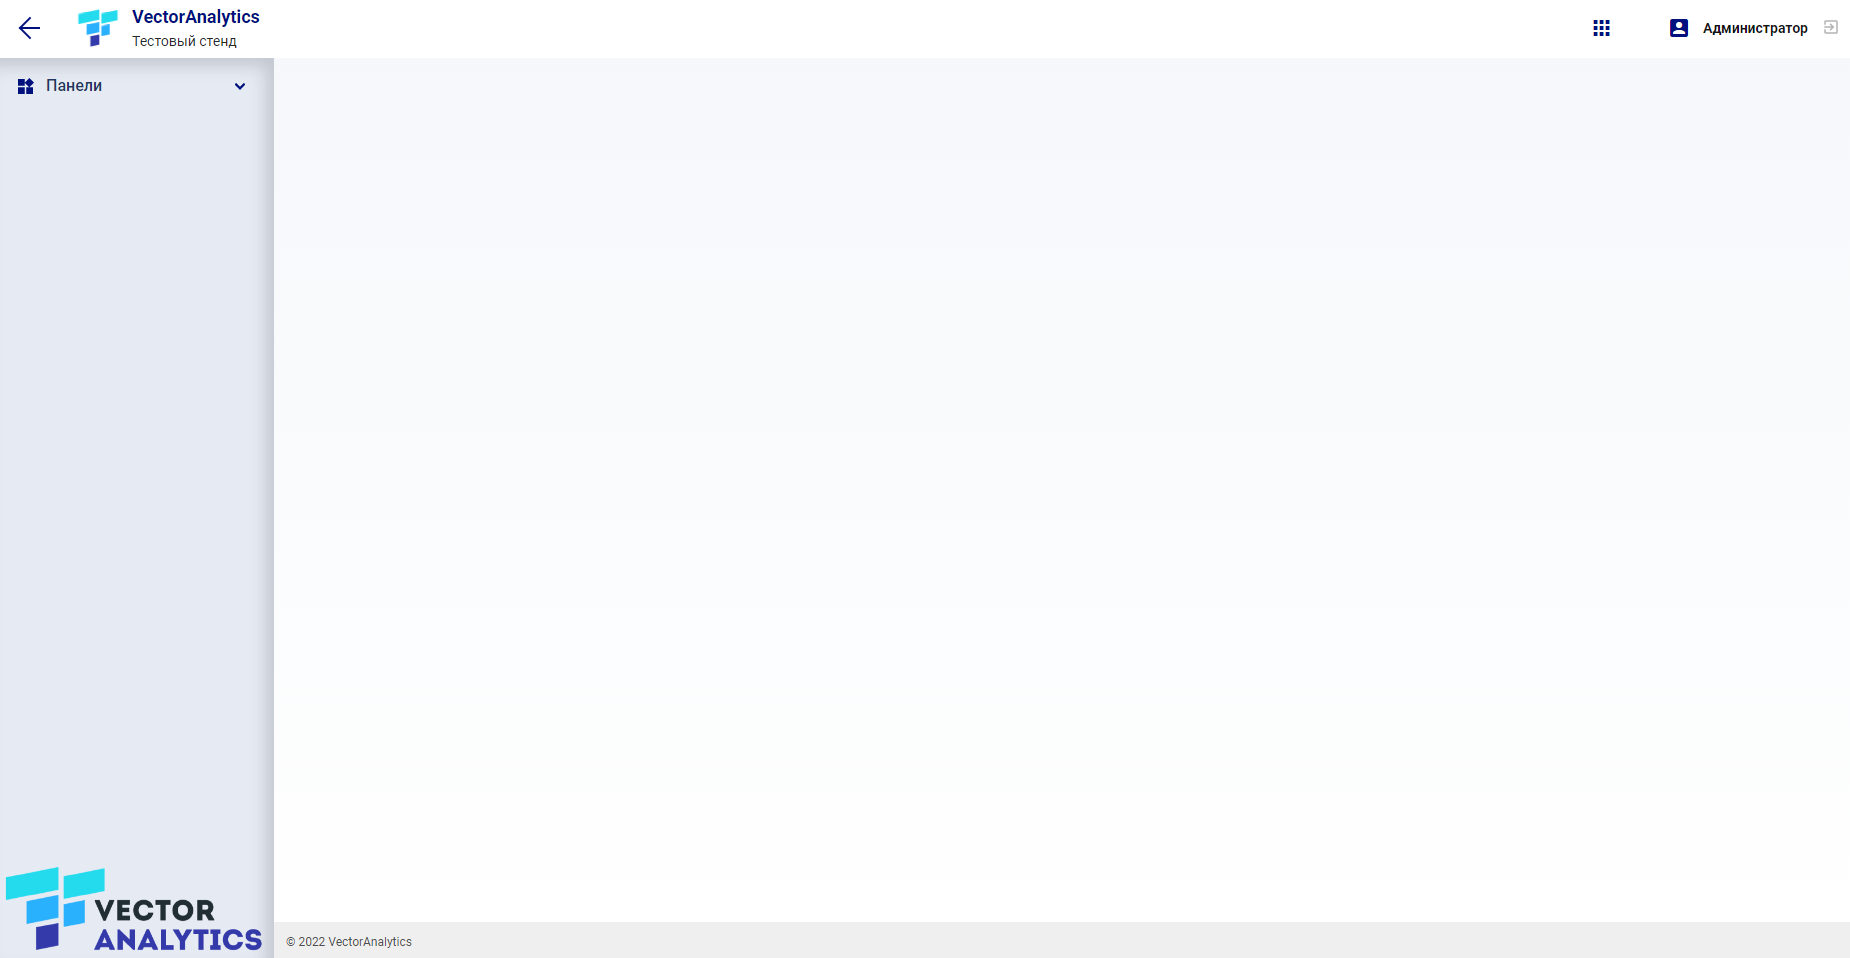 VectorAnalytics
Тестовый стенд
Администратор
Панели
VECTOR
ANALYTICS
© 2022 VectorAnalytics